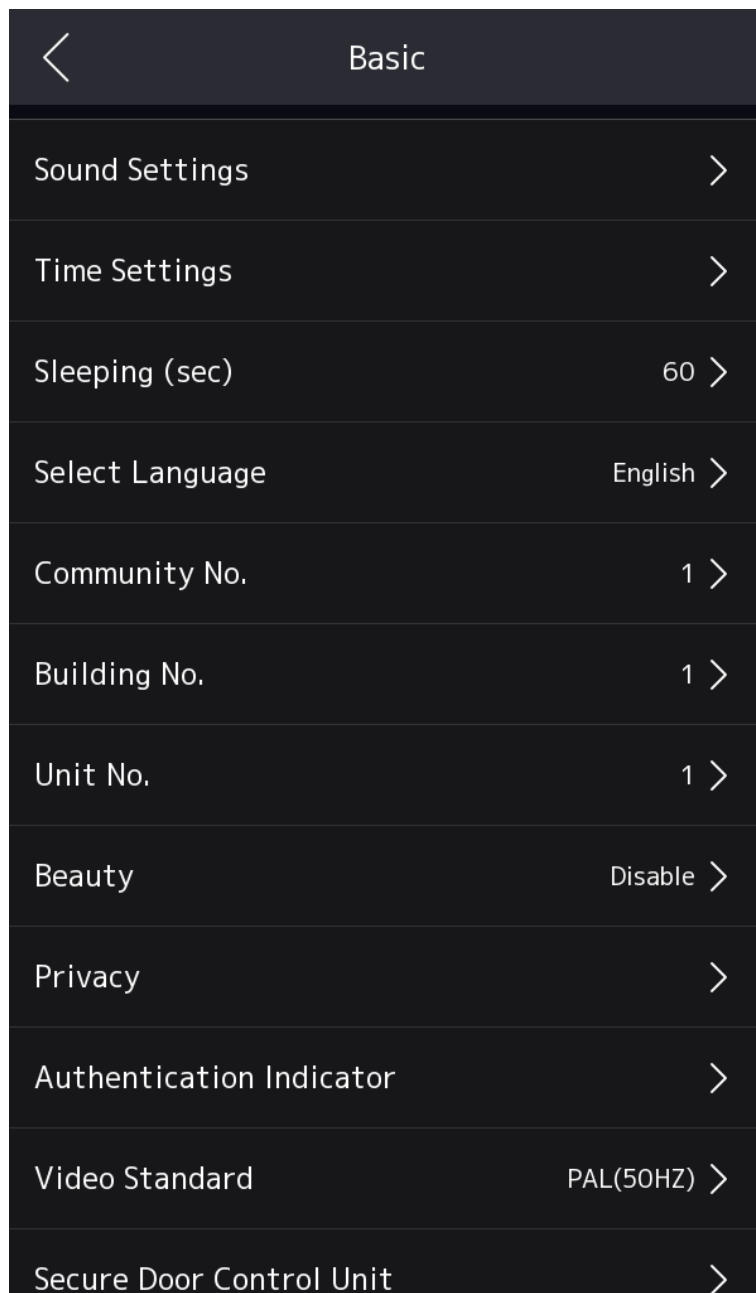 Basic
Sound Settings
Time Settings
Sleeping (sec) 60
Select Language English
Community No. 1
Building No. 1
Unit No. 1
Beauty Disable
Privacy
Authentication Indicator
Video Standard PAL(50HZ)
Secure Door Control Unit